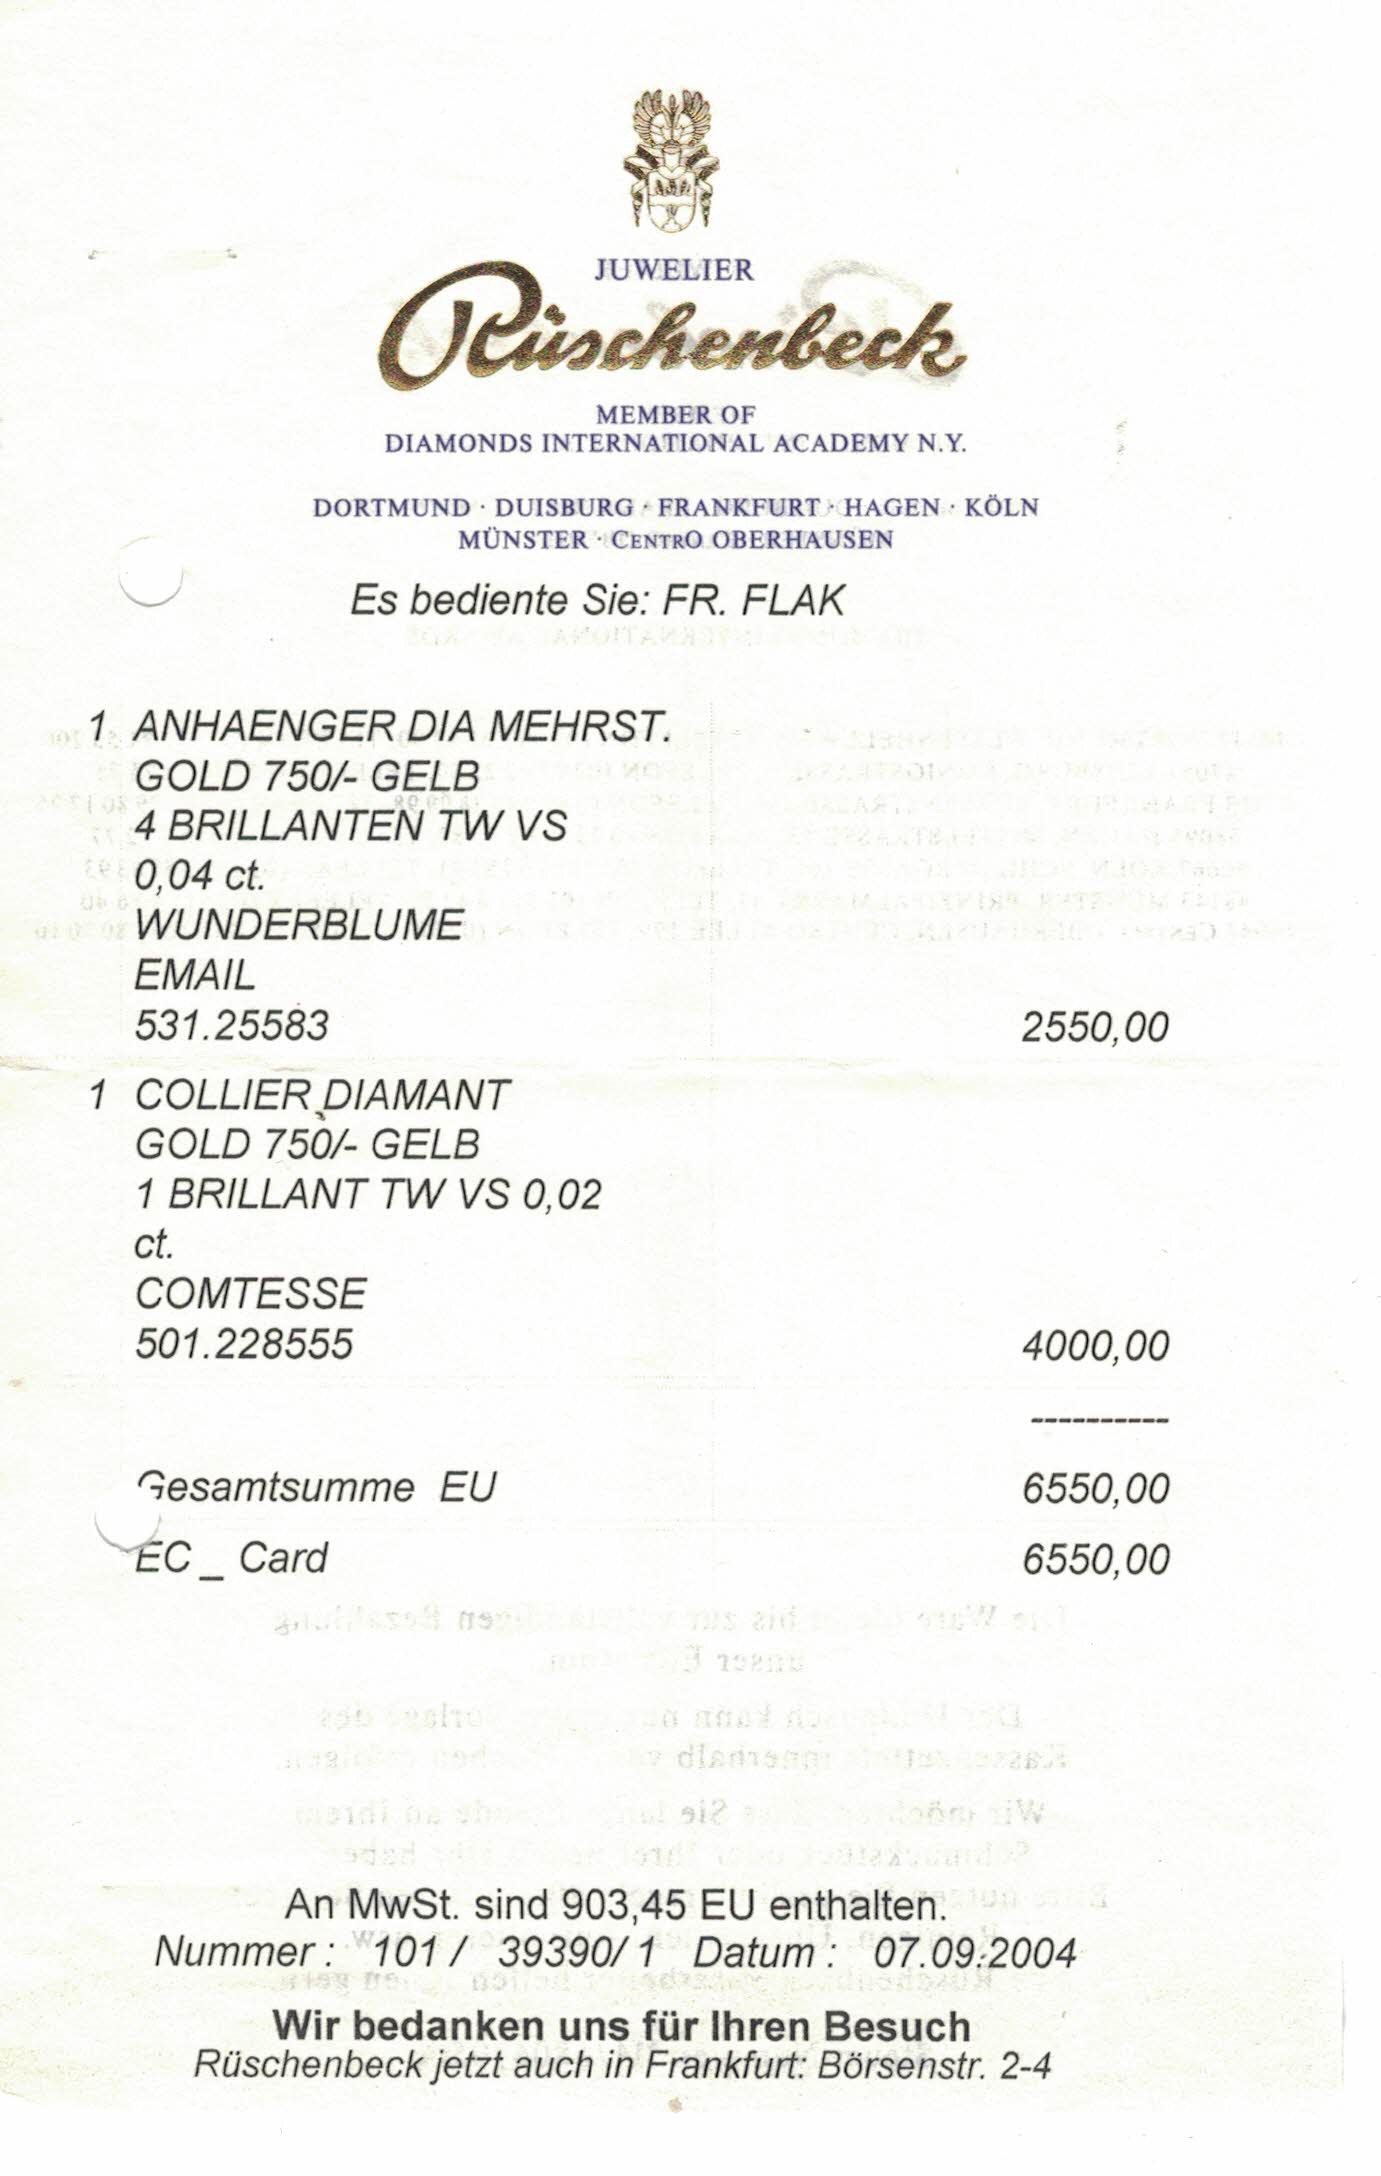 JUWELIER
Rüschenbeck
MEMBER OF
DIAMONDS INTERNATIONAL ACADEMY N.Y.
DORTMUND · DUISBURG · FRANKFURT · HAGEN · KÖLN
MÜNSTER · CENTRO OBERHAUSEN
Es bediente Sie: FR. FLAK
1 ANHAENGER DIA MEHRST.
GOLD 750/- GELB
4 BRILLANTEN TW VS
0,04 ct.
WUNDERBLUME
EMAIL
531.25583 2550,00
1 COLLIER DIAMANT
GOLD 750/- GELB
1 BRILLANT TW VS 0,02
ct.
COMTESSE
501.228555 4000,00
----------
Gesamtsumme EU 6550,00
EC _ Card 6550,00
An MwSt. sind 903,45 EU enthalten.
Nummer : 101 / 39390/ 1 Datum : 07.09.2004
Wir bedanken uns für Ihren Besuch
Rüschenbeck jetzt auch in Frankfurt: Börsenstr. 2-4